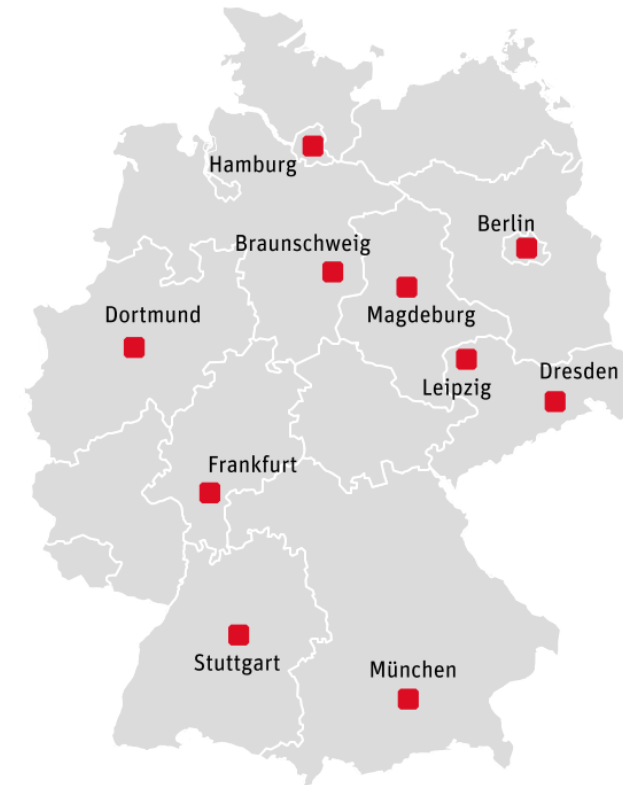 Hamburg
Berlin
Braunschweig
Dortmund
Magdeburg
Dresden
Leipzig
Frankfurt
Stuttgart
München